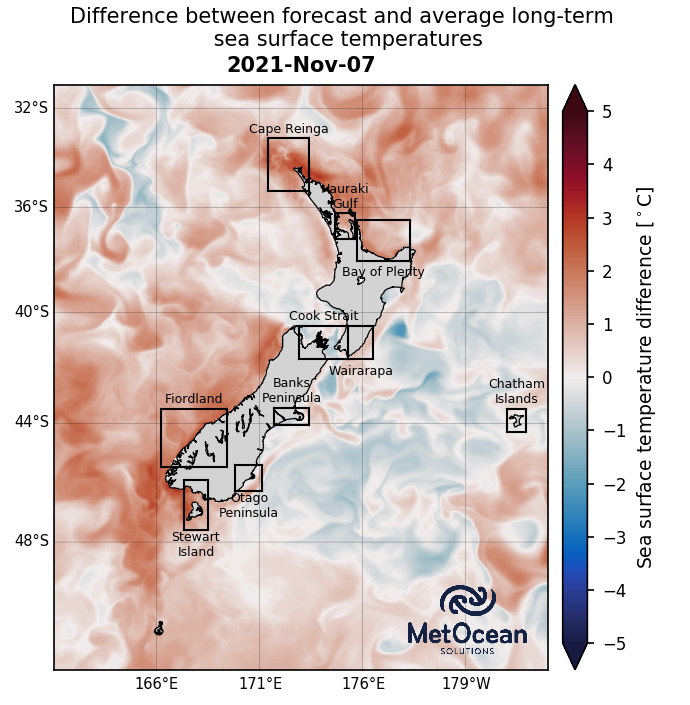 Difference between forecast and average long-term
sea surface temperatures
2021-Nov-07
32°S
36°S
40°S
44°S
48°S
Cape Reinga
Hauraki
Gulf
Bay of Plenty
Cook Strait
Wairarapa
Banks
Peninsula
Fiordland
Chatham
Islands
Otago
Peninsula
Stewart
Island
MetOcean
SOLUTIONS
166°E
171°E
176°E
179°W
5
4
3
2
1
0
−1
−2
−3
−4
−5
Sea surface temperature difference [°C]